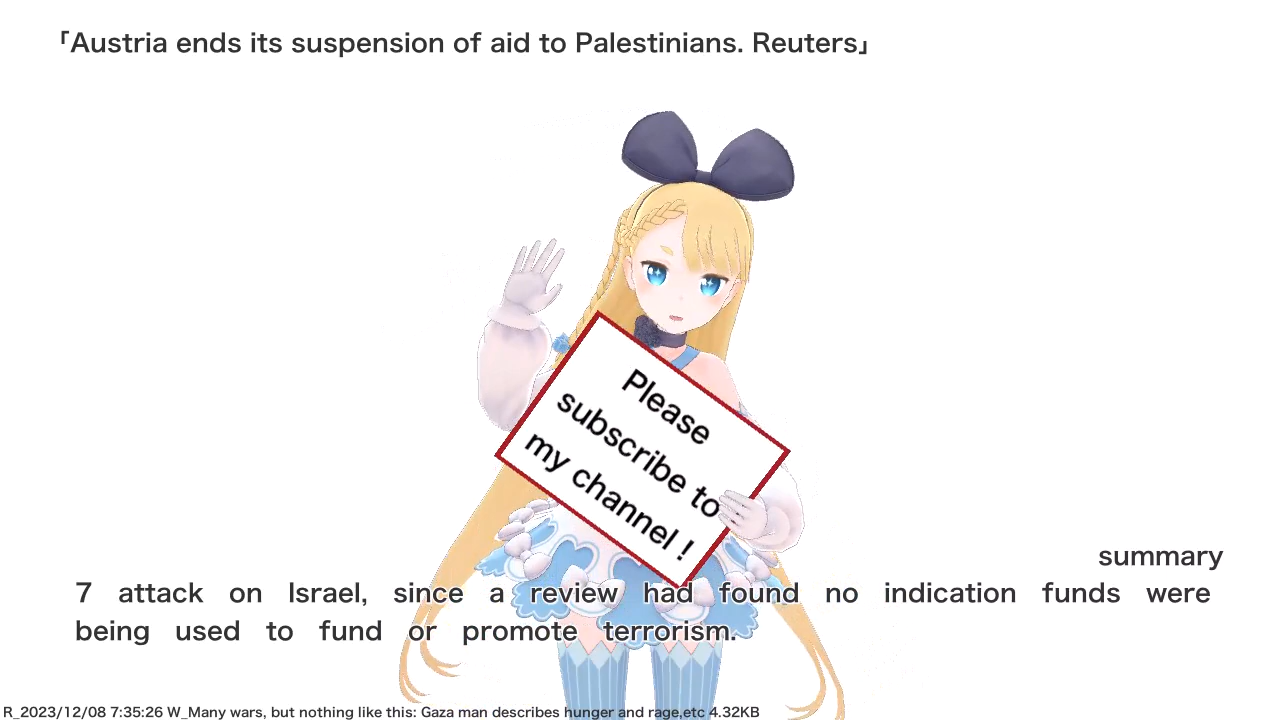 「Austria ends its suspension of aid to Palestinians. Reuters」
Please
subscribe to
my channel !
summary
7 attack on Israel, since a review had found no indication funds were
being used to fund or promote terrorism.
R_2023/12/08 7:35:26 W_Many wars, but nothing like this: Gaza man describes hunger and rage,etc 4.32KB